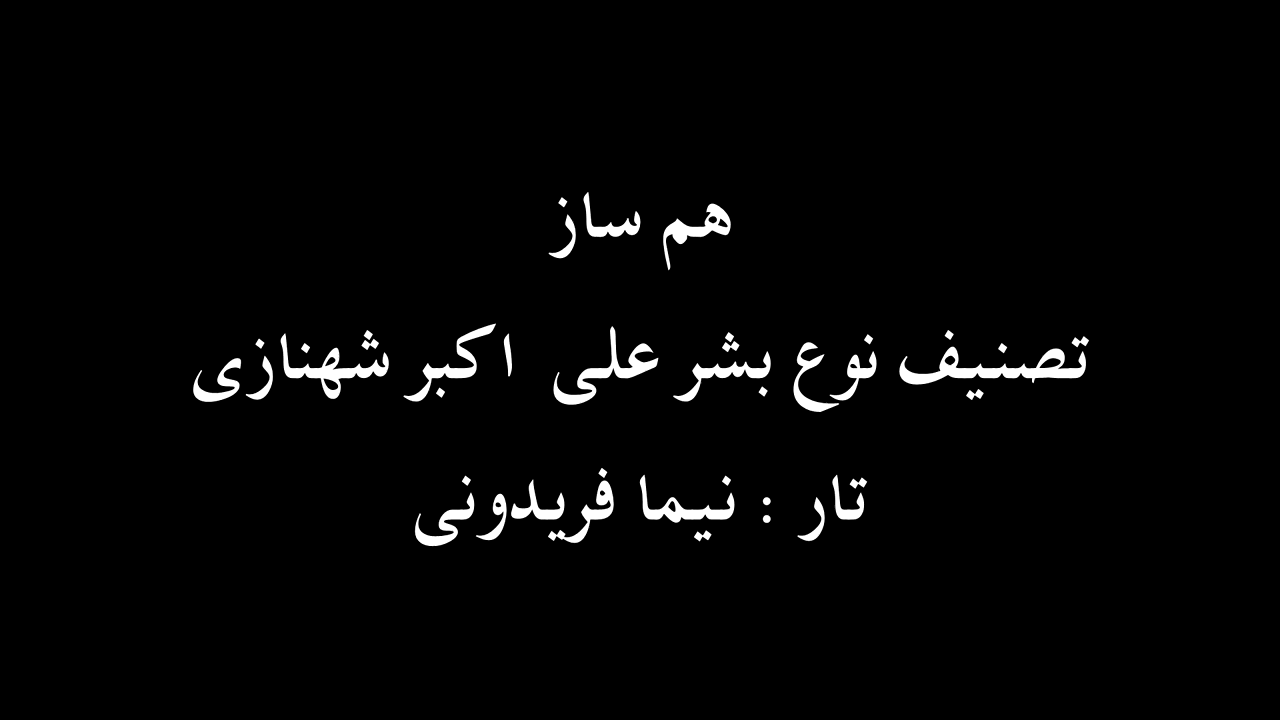 هم ساز
تصنیف نوع بشر علی اکبر شهنازی
تار : نیما فریدونی